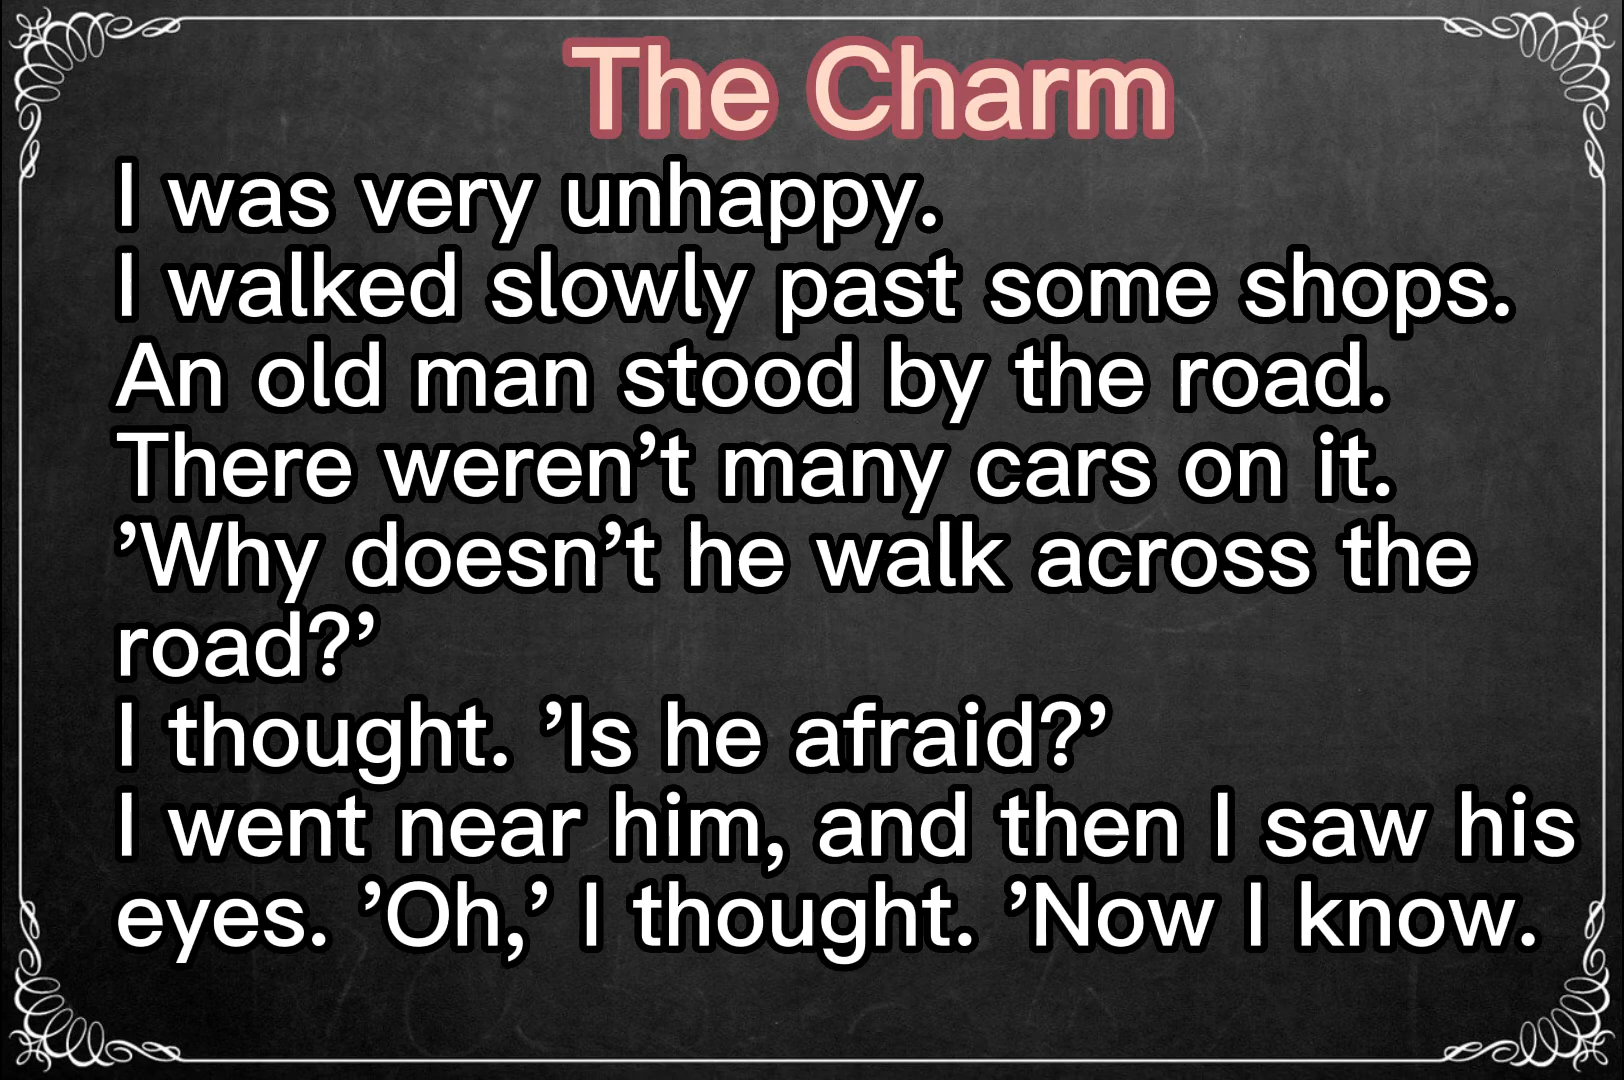 The Charm
I was very unhappy.
I walked slowly past some shops.
An old man stood by the road.
There weren’t many cars on it.
’Why doesn’t he walk across the
road?’
I thought. ’Is he afraid?’
I went near him, and then I saw his
eyes. ’Oh,’ I thought. ’Now I know.